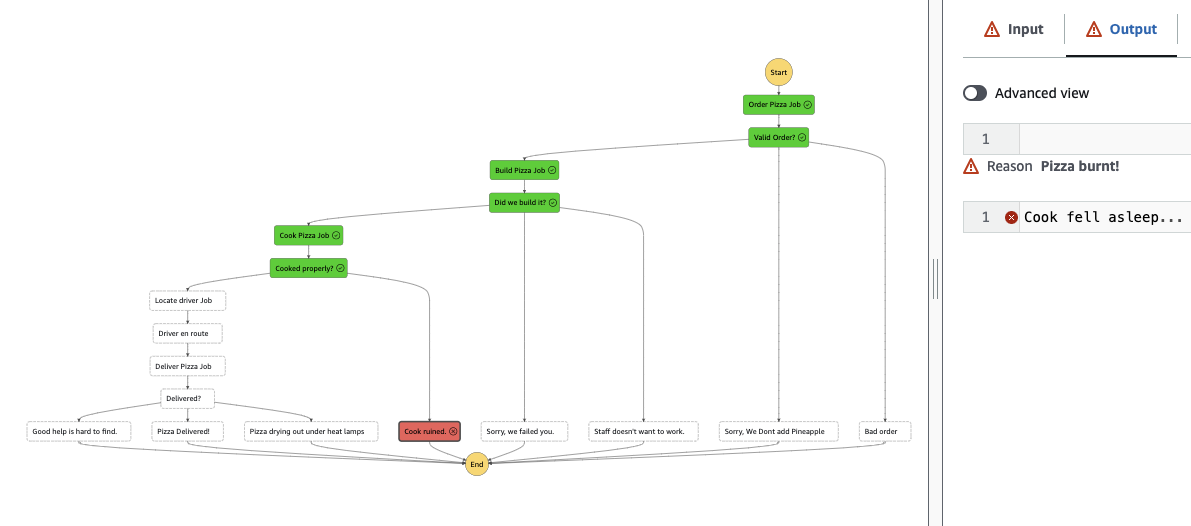 Start
Order Pizza Job
Valid Order?
Build Pizza Job
Did we build it?
Cook Pizza Job
Cooked properly?
Locate driver Job
Driver en route
Deliver Pizza Job
Delivered?
Good help is hard to find.
Pizza Delivered!
Pizza drying out under heat lamps
Cook ruined.
Sorry, we failed you.
Staff doesn't want to work.
Sorry, We Dont add Pineapple
Bad order
End
Input
Output
Advanced view
1
Reason Pizza burnt!
1 Cook fell asleep...